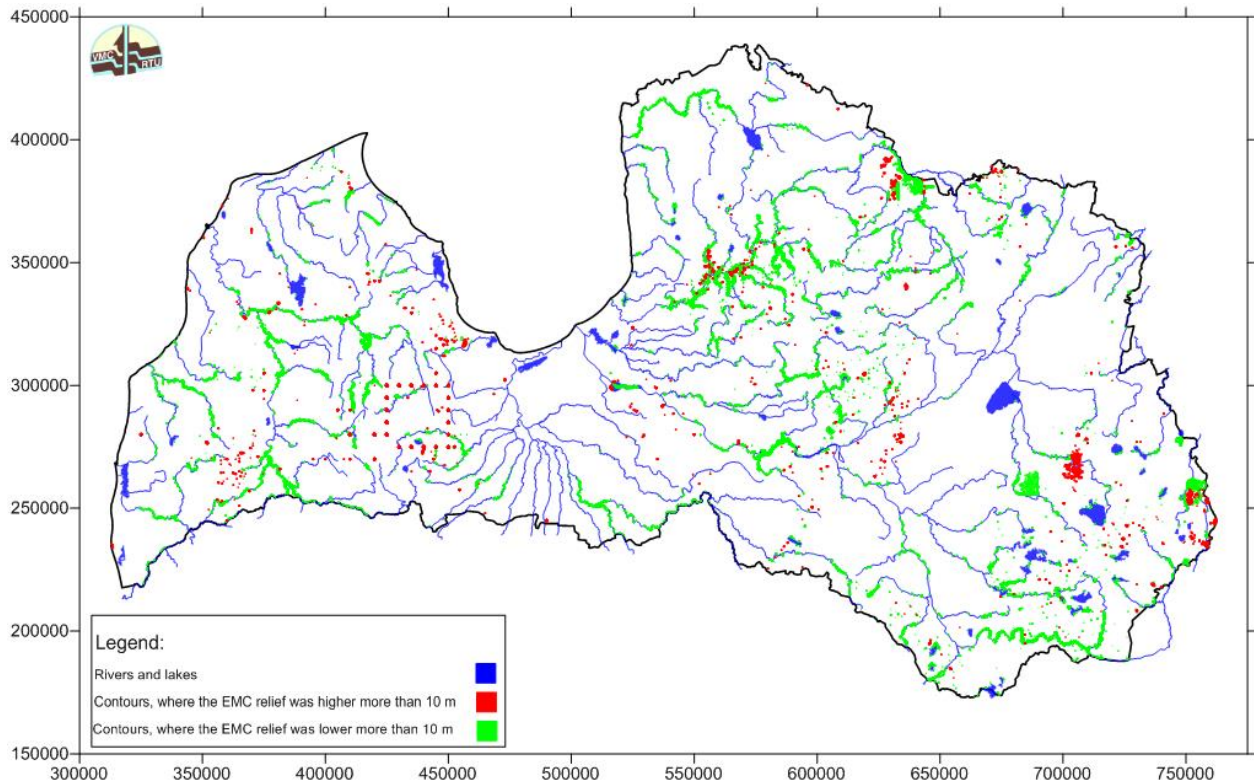 450000
VMC
RTU
400000
350000
300000
250000
200000
Legend:
Rivers and lakes
Contours, where the EMC relief was higher more than 10 m
Contours, where the EMC relief was lower more than 10 m
150000
300000 350000 400000 450000 500000 550000 600000 650000 700000 750000